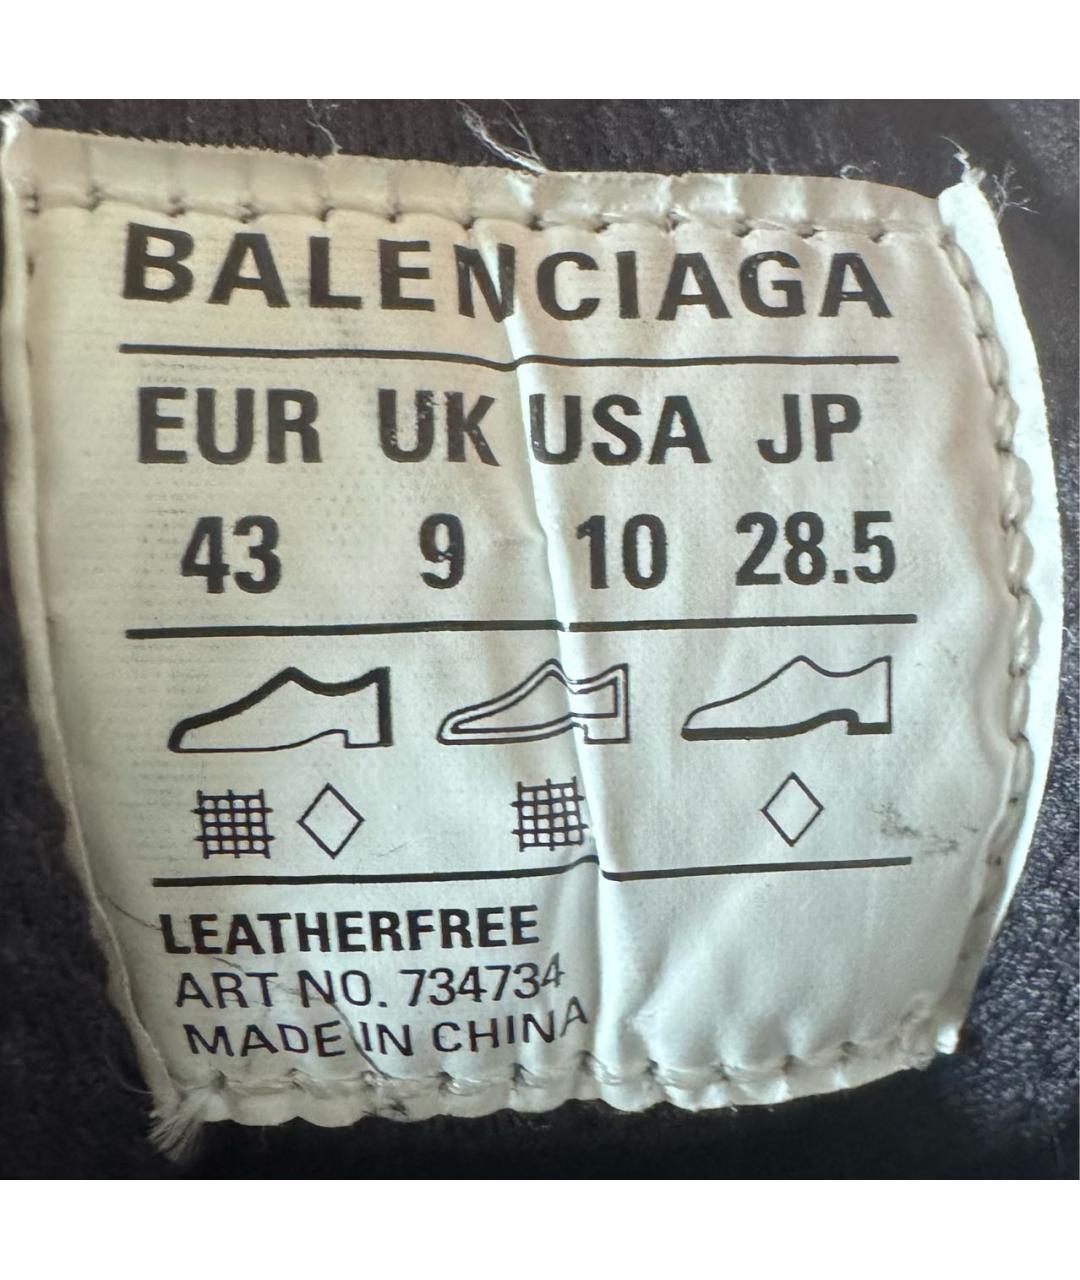 BALENCIAGA
EUR UK USA JP
43 9 10 28.5
LEATHERFREE
ART NO. 734734
MADE IN CHINA